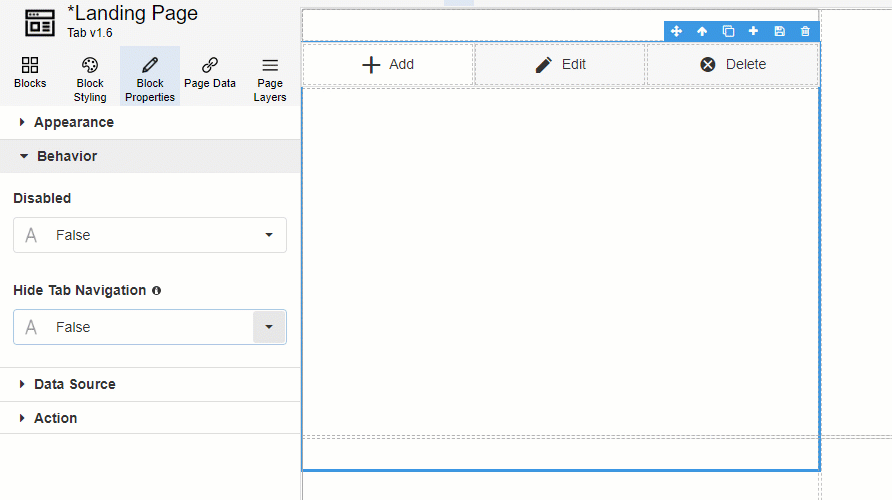 *Landing Page
Tab v1.6
Blocks
Block Styling
Block Properties
Page Data
Page Layers
Add
Edit
Delete
Appearance
Behavior
Disabled
A False
Hide Tab Navigation
A False
Data Source
Action